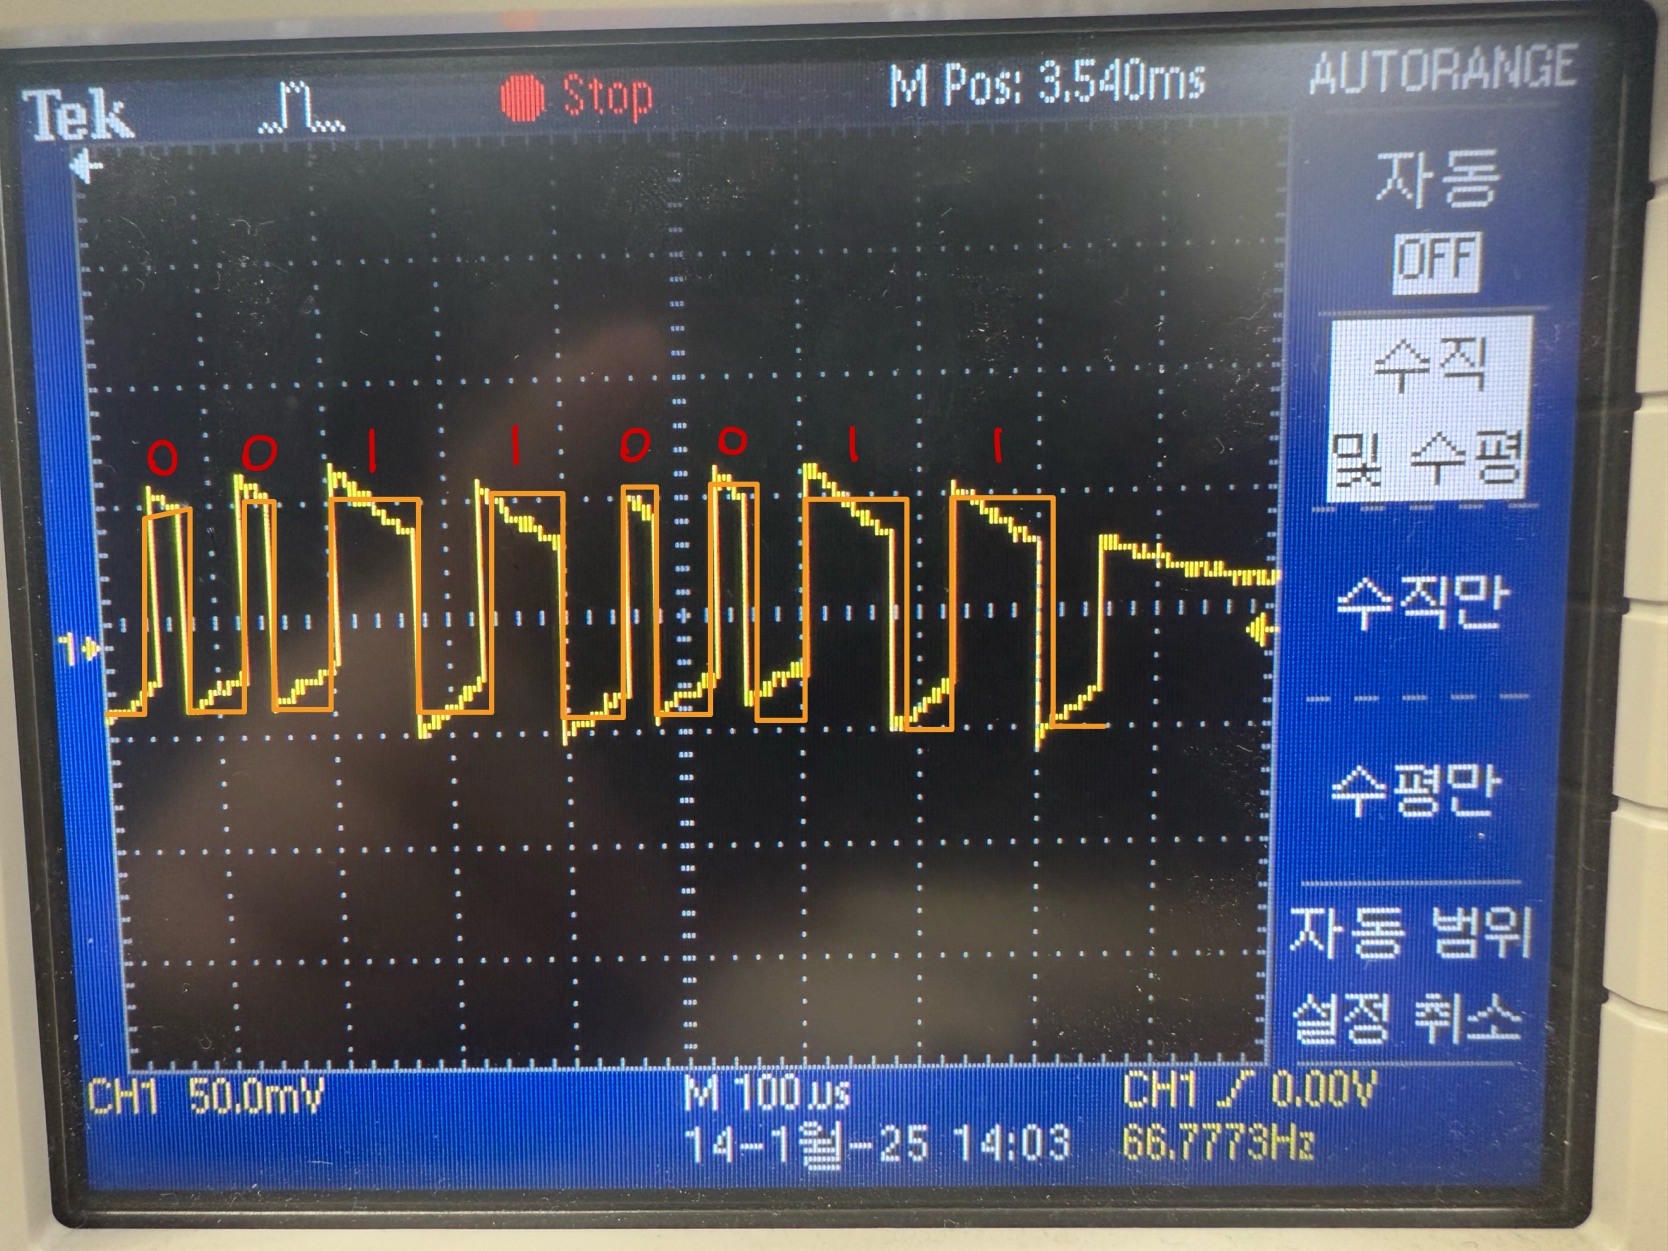 Tek Stop M Pos: 3.540ms AUTORANGE
자동
OFF
수직
및 수평
0 0 1 1 0 0 1 1
수직만
1
수평만
자동 범위
설정 취소
CH1 50.0mV M 100µs CH1 0.00V
14-1월-25 14:03 66.7773Hz